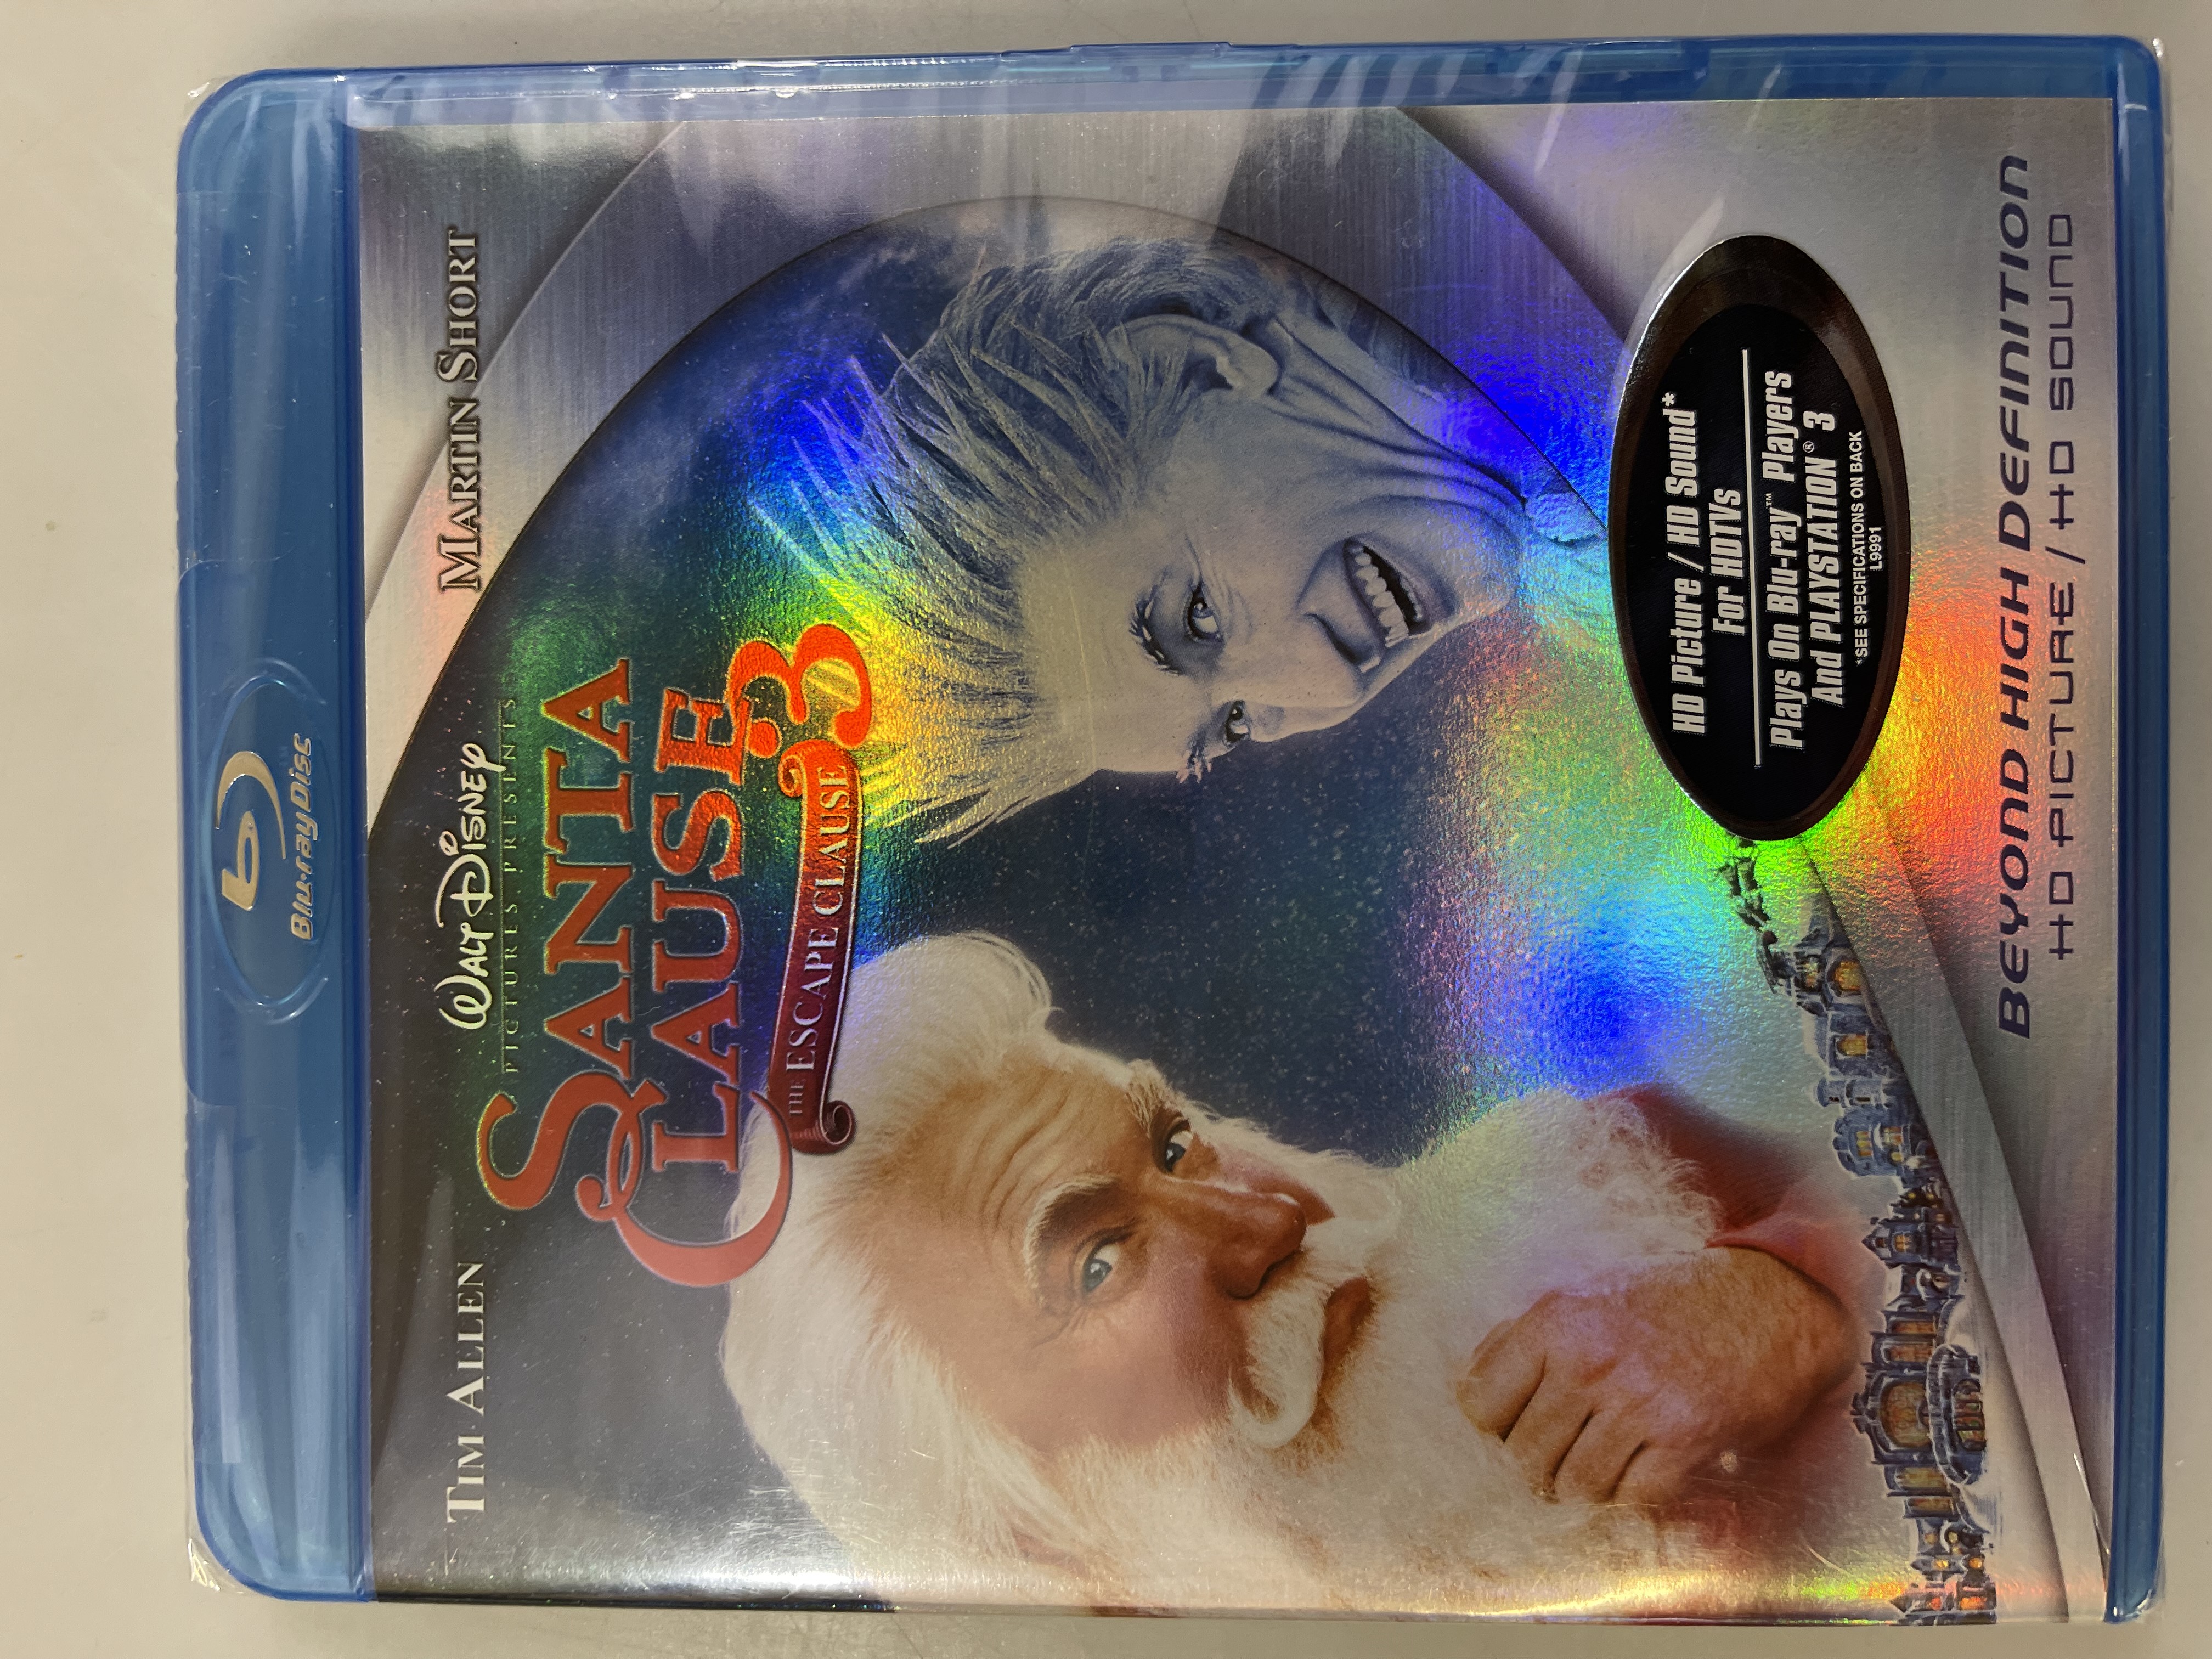 Blu-ray Disc
TIM ALLEN
MARTIN SHORT
WALT DISNEY
PICTURES PRESENTS
SANTA
CLAUSE 3
THE ESCAPE CLAUSE
HD Picture / HD Sound*
For HDTVs
Plays On Blu-ray™ Players
And PLAYSTATION® 3
*SEE SPECIFICATIONS ON BACK
L9991
BEYOND HIGH DEFINITION
HD PICTURE / HD SOUND